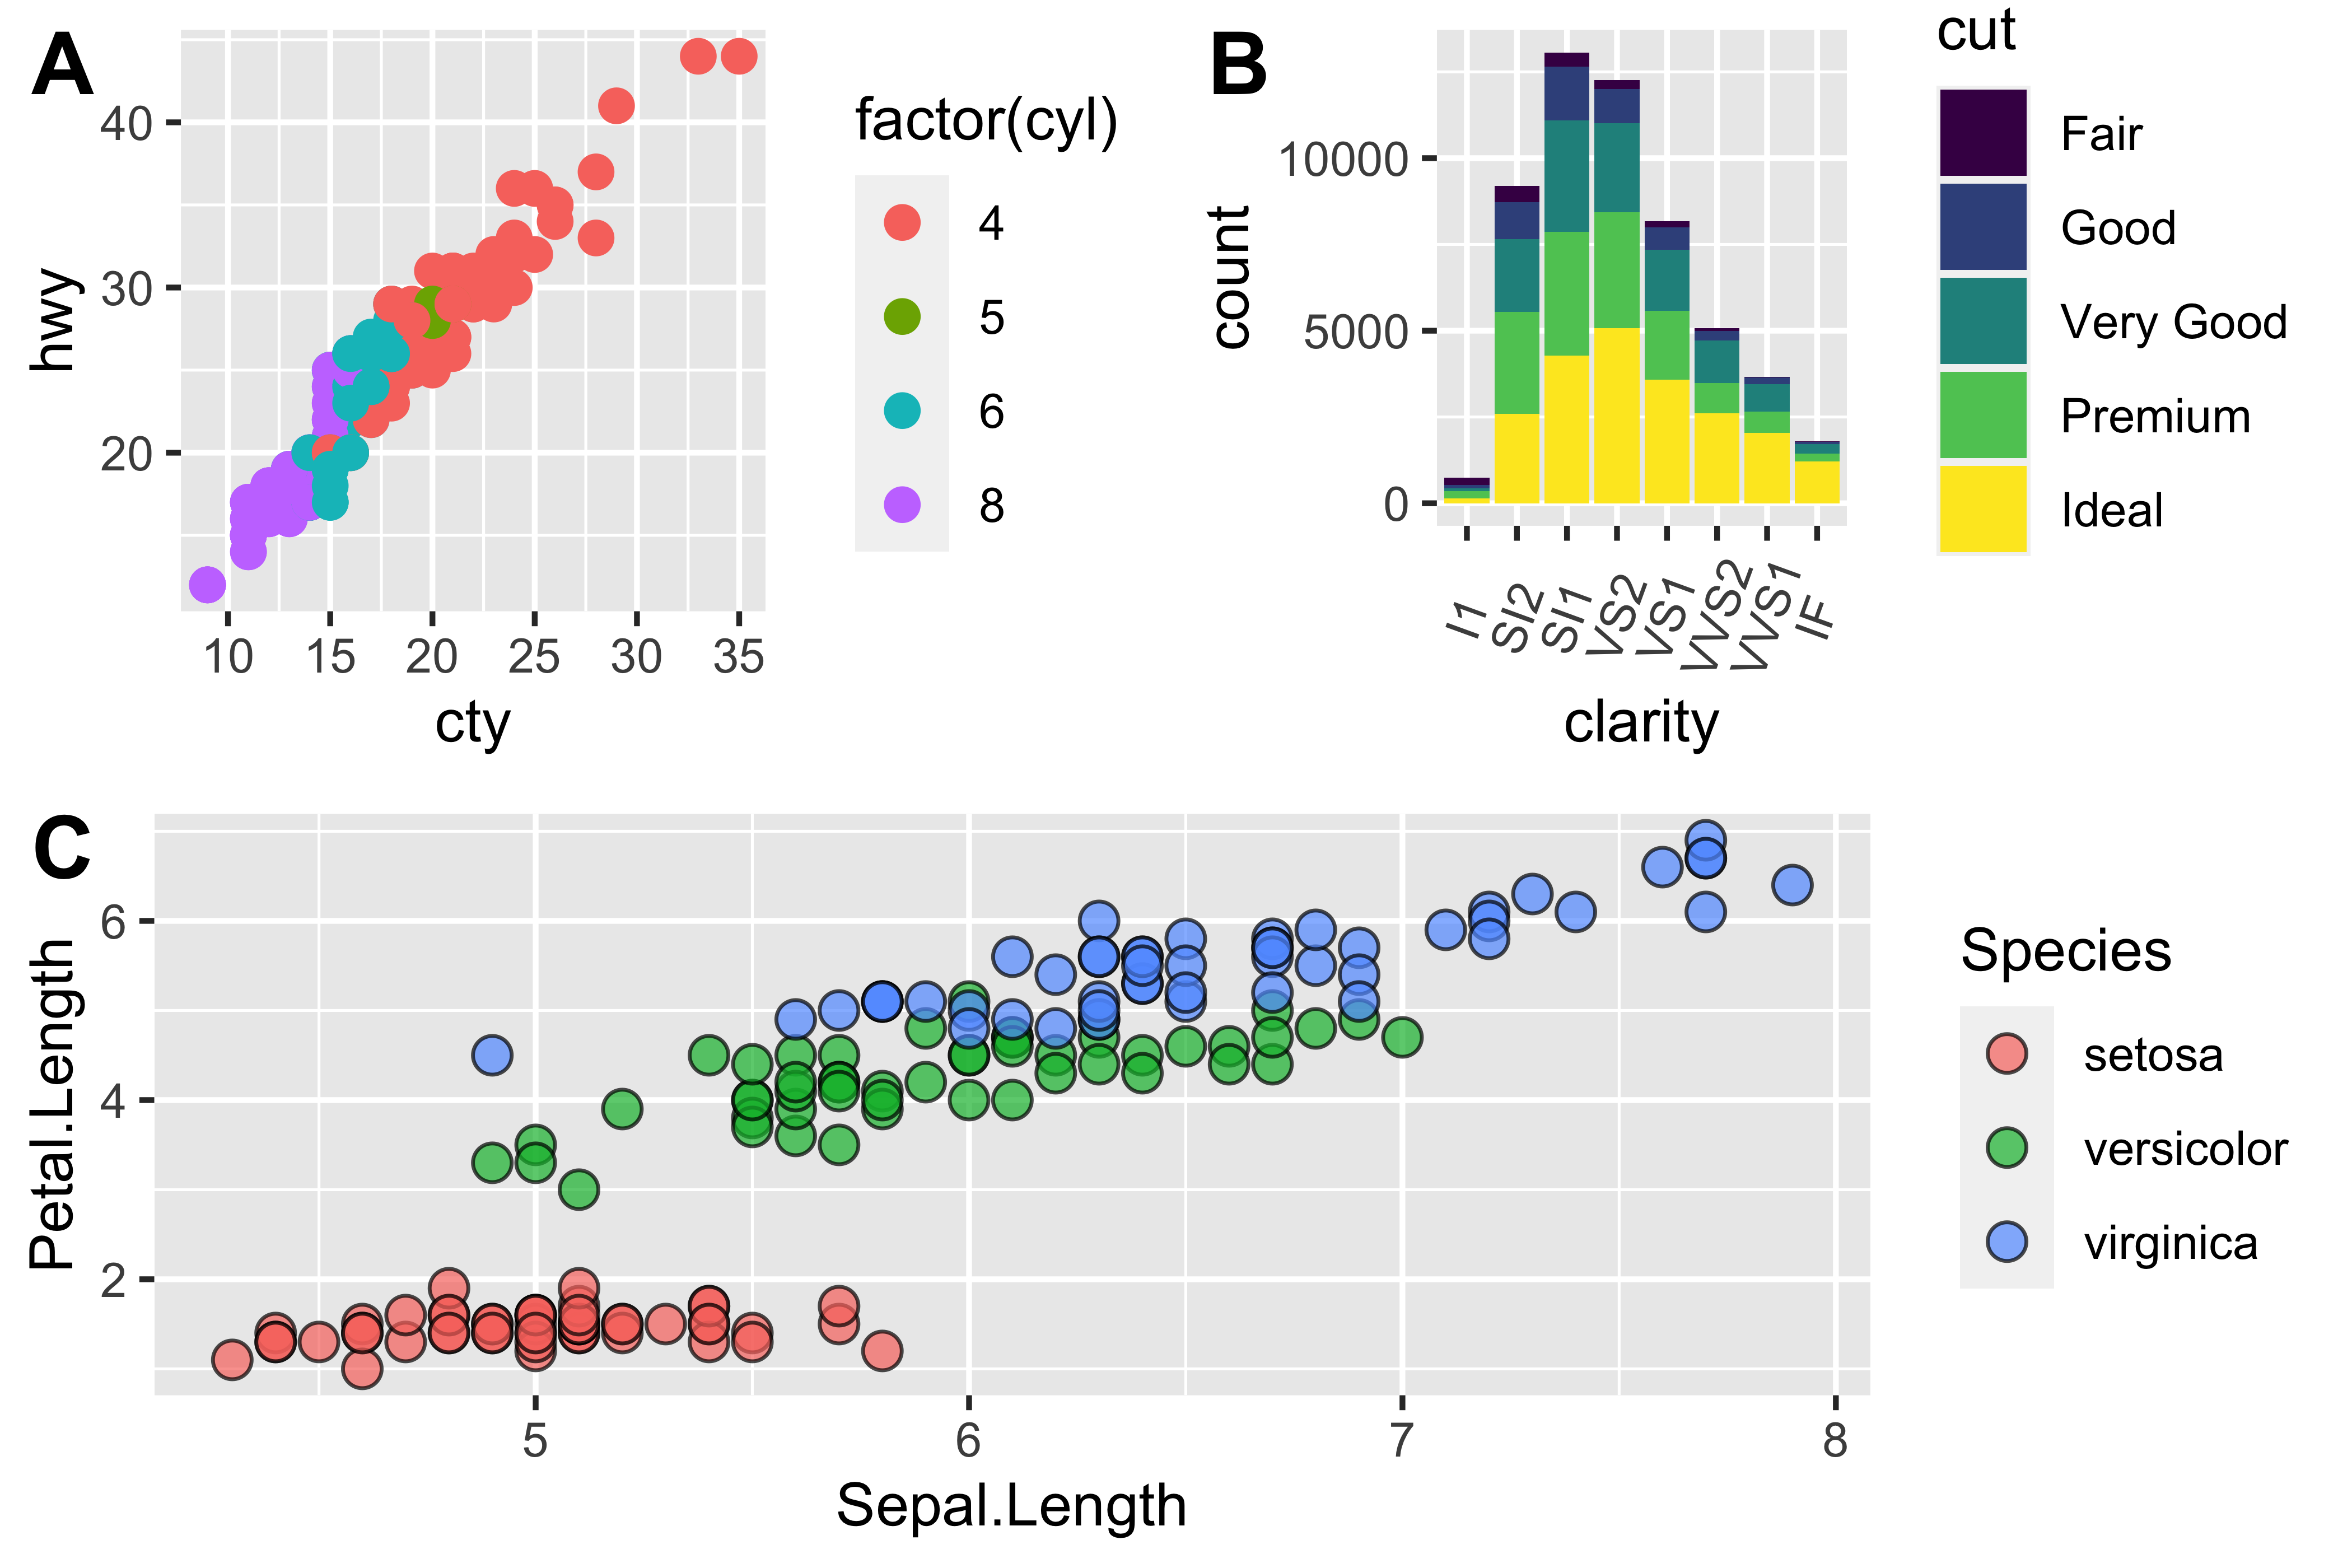 A
40
30
20
hwy
10 15 20 25 30 35
cty
factor(cyl)
4
5
6
8
B
10000
5000
0
count
I1 SI2 SI1 VS2 VS1 VVS2 VVS1 IF
clarity
cut
Fair
Good
Very Good
Premium
Ideal
C
6
4
2
Petal.Length
5 6 7 8
Sepal.Length
Species
setosa
versicolor
virginica